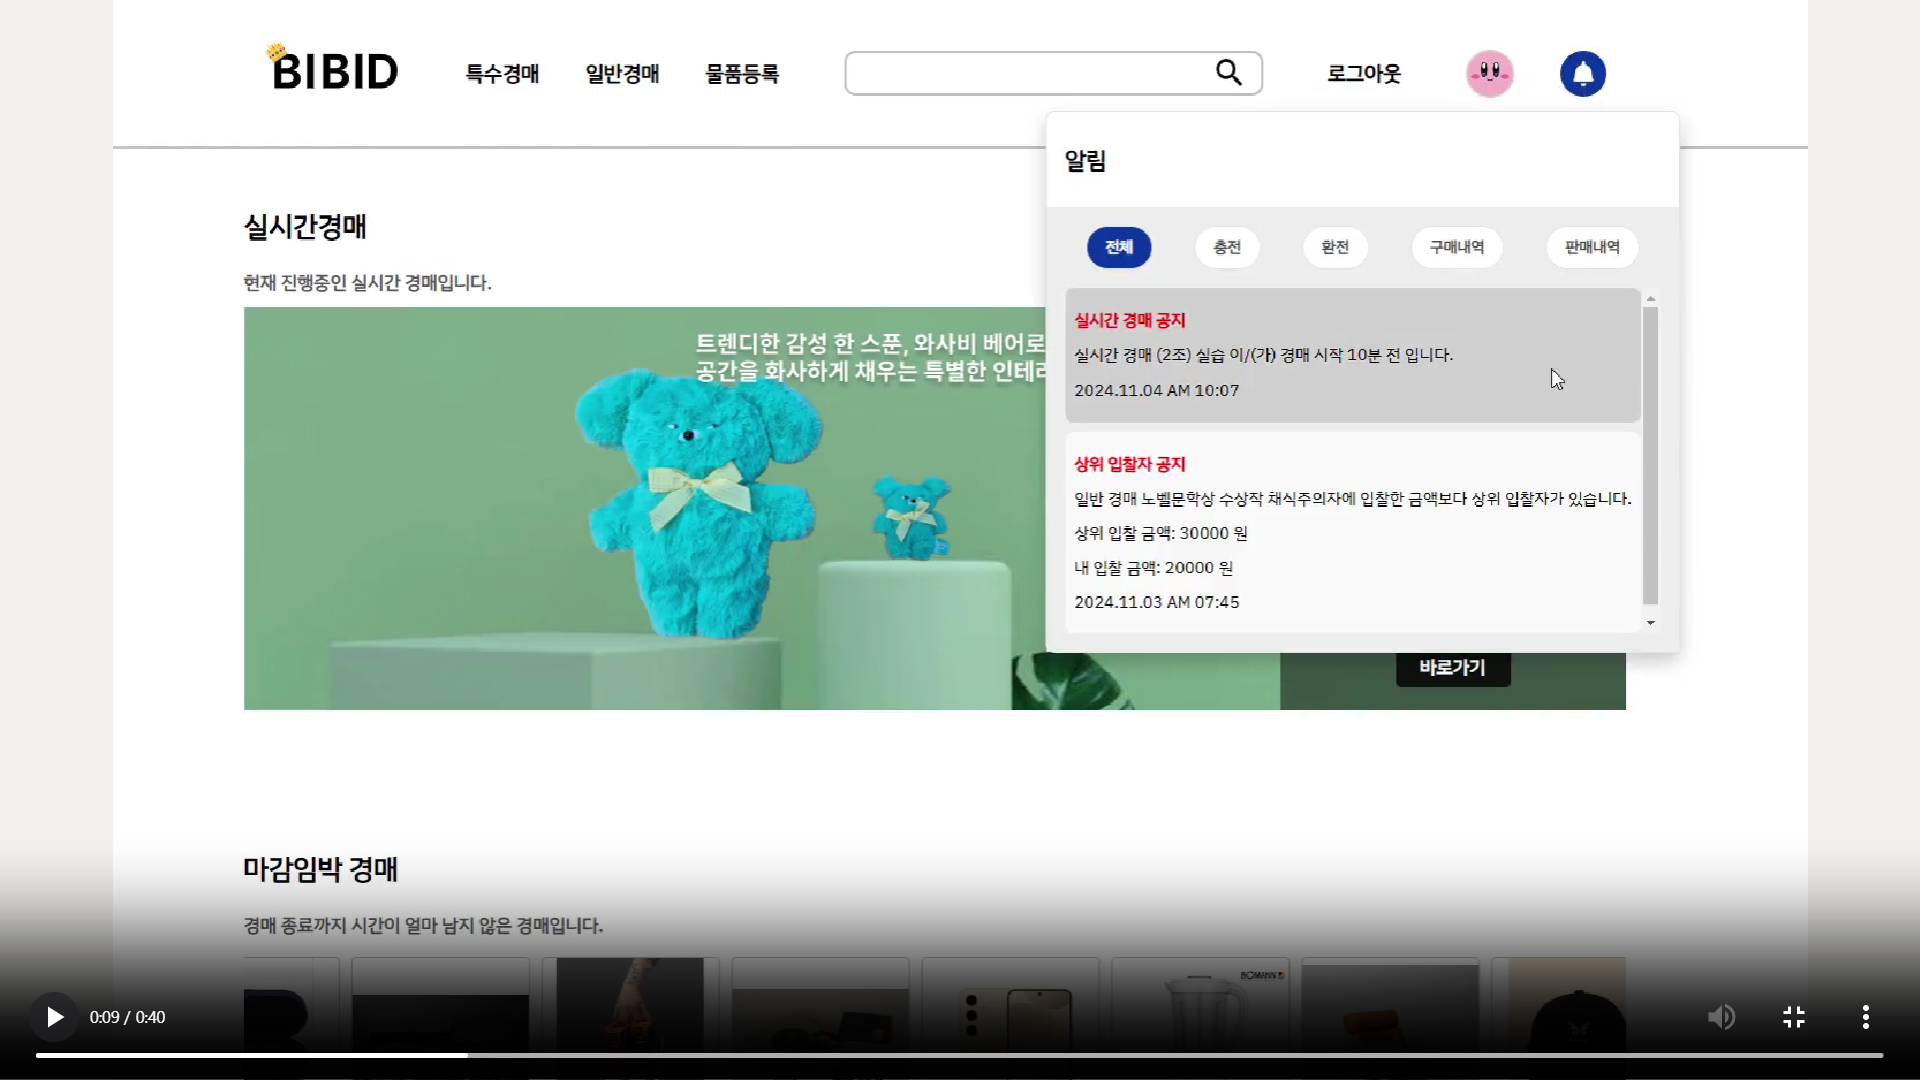 BIBID
특수경매
일반경매
물품등록
로그아웃
알림
전체
충전
환전
구매내역
판매내역
실시간 경매 공지
실시간 경매 (2조) 실습 이/(가) 경매 시작 10분 전 입니다.
2024.11.04 AM 10:07
상위 입찰자 공지
일반 경매 노벨문학상 수상작 채식주의자에 입찰한 금액보다 상위 입찰자가 있습니다.
상위 입찰 금액: 30000 원
내 입찰 금액: 20000 원
2024.11.03 AM 07:45
실시간경매
현재 진행중인 실시간 경매입니다.
트렌디한 감성 한 스푼, 와사비 베어로
공간을 화사하게 채우는 특별한
바로가기
마감임박 경매
경매 종료까지 시간이 얼마 남지 않은 경매입니다.
BOMANN
0:09 / 0:40